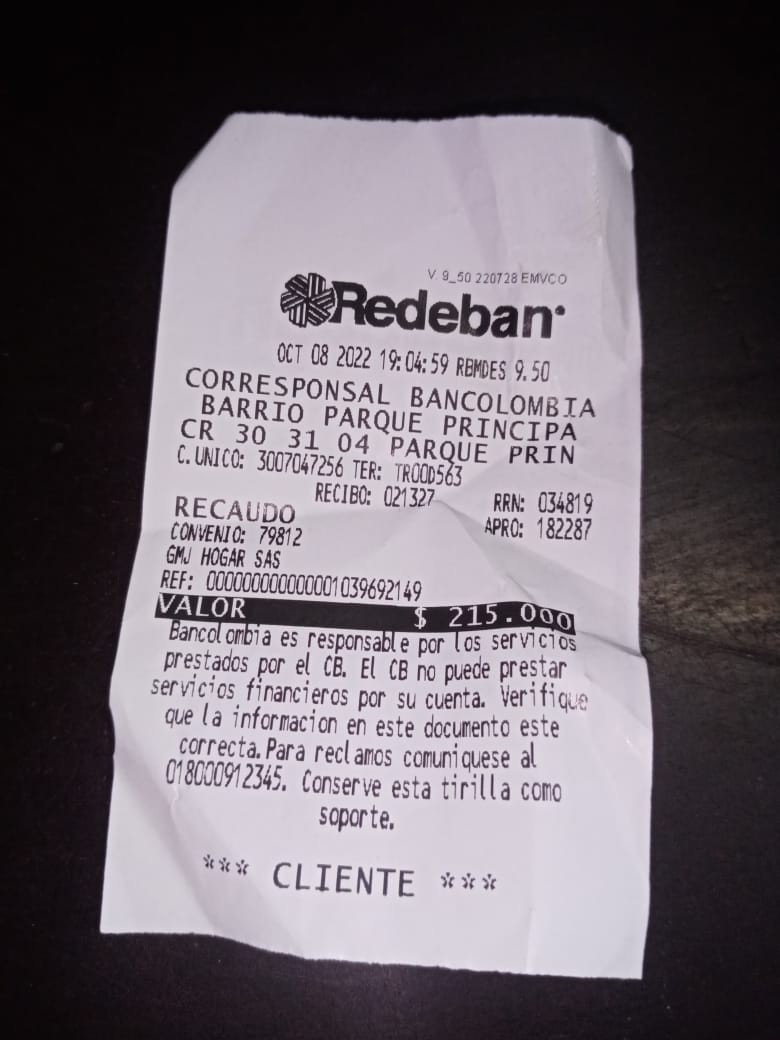 V 9_50 220728 EMVCO
Redeban
OCT 08 2022 19:04:59 RBMDES 9.50
CORRESPONSAL BANCOLOMBIA
BARRIO PARQUE PRINCIPA
CR 30 31 04 PARQUE PRIN
C.UNICO: 3007047256 TER: TR00D563
RECIBO: 021327 RRN: 034819
RECAUDO APRO: 182287
CONVENIO: 79812
GMJ HOGAR SAS
REF: 00000000000001039692149
VALOR $ 215.000
Bancolombia es responsable por los servicios
prestados por el CB. El CB no puede prestar
servicios financieros por su cuenta. Verifique
que la informacion en este documento este
correcta.Para reclamos comuniquese al
018000912345. Conserve esta tirilla como
soporte.
*** CLIENTE ***